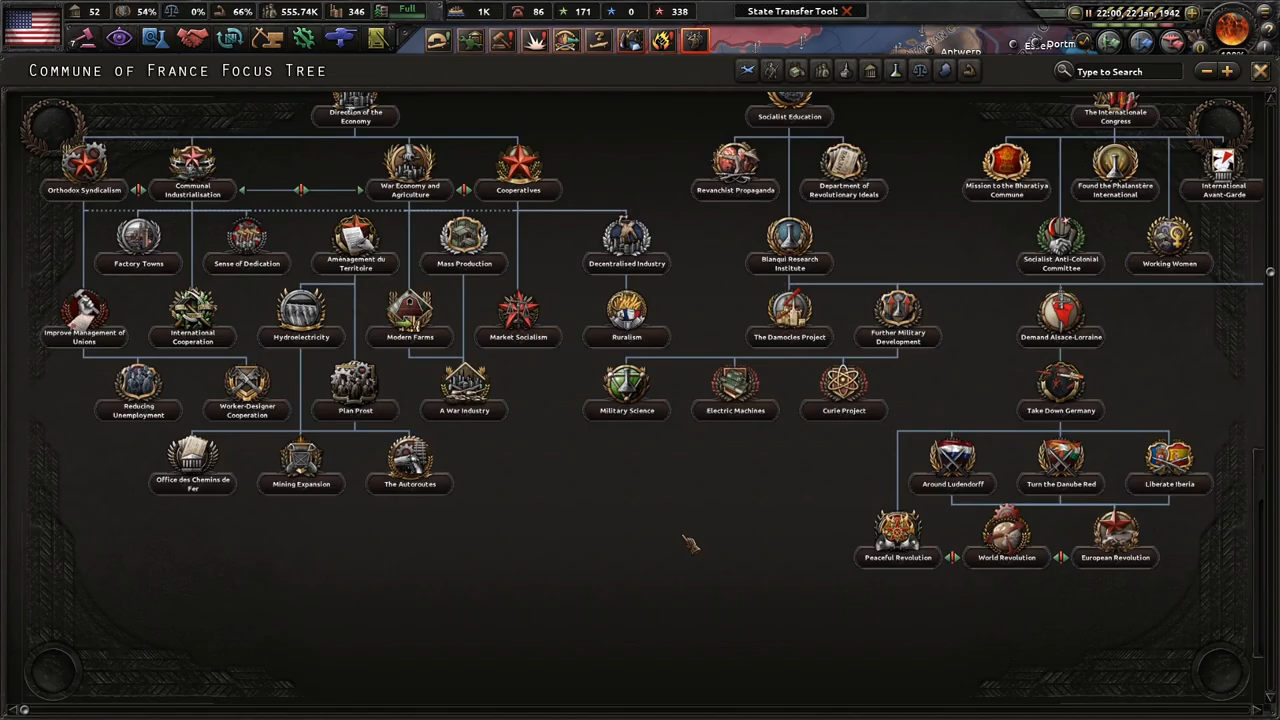 52
54%
0%
66%
555.74K
346
Full
1K
86
171
0
338
State Transfer Tool:
22:00, 22 Jan, 1942
7
0
Antwerp
Dortm
100%
Commune of France Focus Tree
Type to Search
Direction of the
Economy
Socialist Education
The Internationale
Congress
Orthodox Syndicalism
Communal
Industrialisation
War Economy and
Agriculture
Cooperatives
Revanchist Propaganda
Department of
Revolutionary Ideals
Mission to the Bharatiya
Commune
Found the Phalanstère
International
International
Avant-Garde
Factory Towns
Sense of Dedication
Aménagement du
Territoire
Mass Production
Decentralised Industry
Blanqui Research
Institute
Socialist Anti-Colonial
Committee
Working Women
Improve Management of
Unions
International
Cooperation
Hydroelectricity
Modern Farms
Market Socialism
Ruralism
The Damocles Project
Further Military
Development
Demand Alsace-Lorraine
Reducing
Unemployment
Worker-Designer
Cooperation
Plan Prost
A War Industry
Military Science
Electric Machines
Curie Project
Take Down Germany
Office des Chemins de
Fer
Mining Expansion
The Autoroutes
Around Ludendorff
Turn the Danube Red
Liberate Iberia
Peaceful Revolution
World Revolution
European Revolution